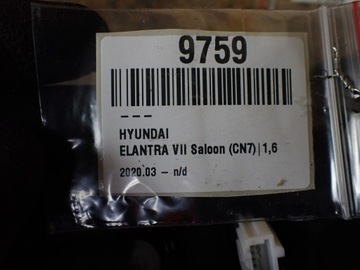 9759
---
HYUNDAI
ELANTRA VII Saloon (CN7)|1,6
2020.03 - n/d